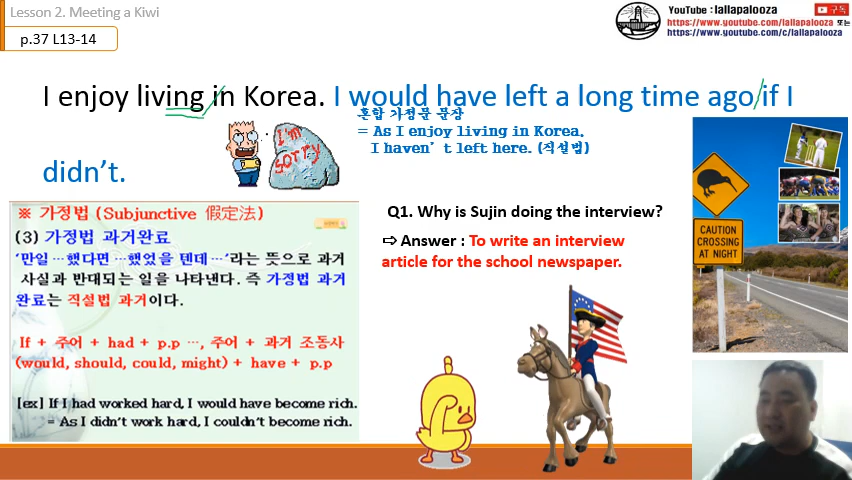 Lesson 2. Meeting a Kiwi
p.37 L13-14
YouTube : lallapalooza
구독
https://www.youtube.com/lallapalooza 또는
https://www.youtube.com/c/lallapalooza
I enjoy living in Korea. I would have left a long time ago if I
didn't.
혼합 가정문 문장
= As I enjoy living in Korea,
I haven't left here. (직설법)
I'm
sorry
※ 가정법 (Subjunctive 假定法)
(3) 가정법 과거완료
'만일 …했다면 …했었을 텐데…'라는 뜻으로 과거
사실과 반대되는 일을 나타낸다. 즉 가정법 과거
완료는 직설법 과거이다.
If + 주어 + had + p.p …, 주어 + 과거 조동사
(would, should, could, might) + have + p.p
[ex] If I had worked hard, I would have become rich.
= As I didn't work hard, I couldn't become rich.
Q1. Why is Sujin doing the interview?
⇨ Answer : To write an interview
article for the school newspaper.
CAUTION
CROSSING
AT NIGHT